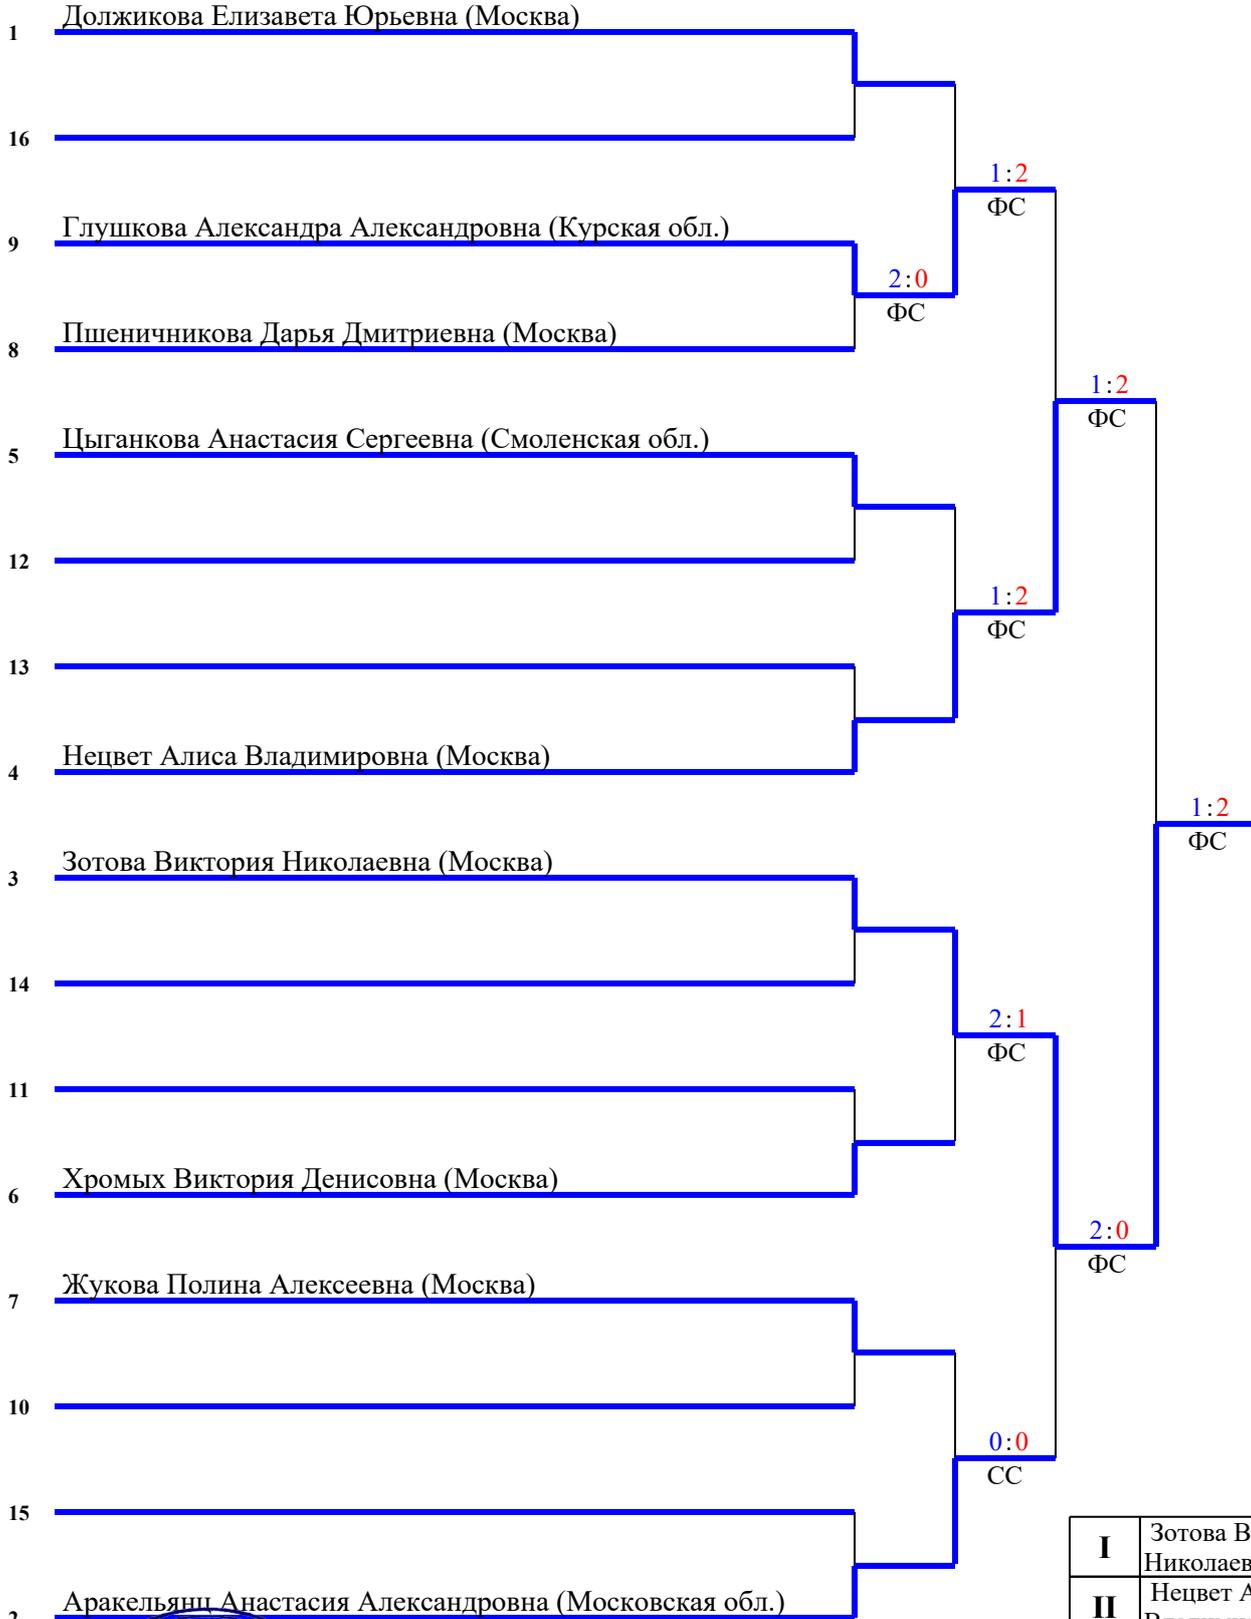 Должикова Елизавета Юрьевна (Москва)
1
16
1:2
ФС
Глушкова Александра Александровна (Курская обл.)
9
2:0
ФС
Пшеничникова Дарья Дмитриевна (Москва)
8
1:2
ФС
Цыганкова Анастасия Сергеевна (Смоленская обл.)
5
12
1:2
ФС
13
Нецвет Алиса Владимировна (Москва)
4
1:2
ФС
Зотова Виктория Николаевна (Москва)
3
14
2:1
ФС
11
Хромых Виктория Денисовна (Москва)
6
2:0
ФС
Жукова Полина Алексеевна (Москва)
7
10
0:0
СС
15
I Зотова В
Николаев
Аракельянц Анастасия Александровна (Московская обл.)
2
II Нецвет А